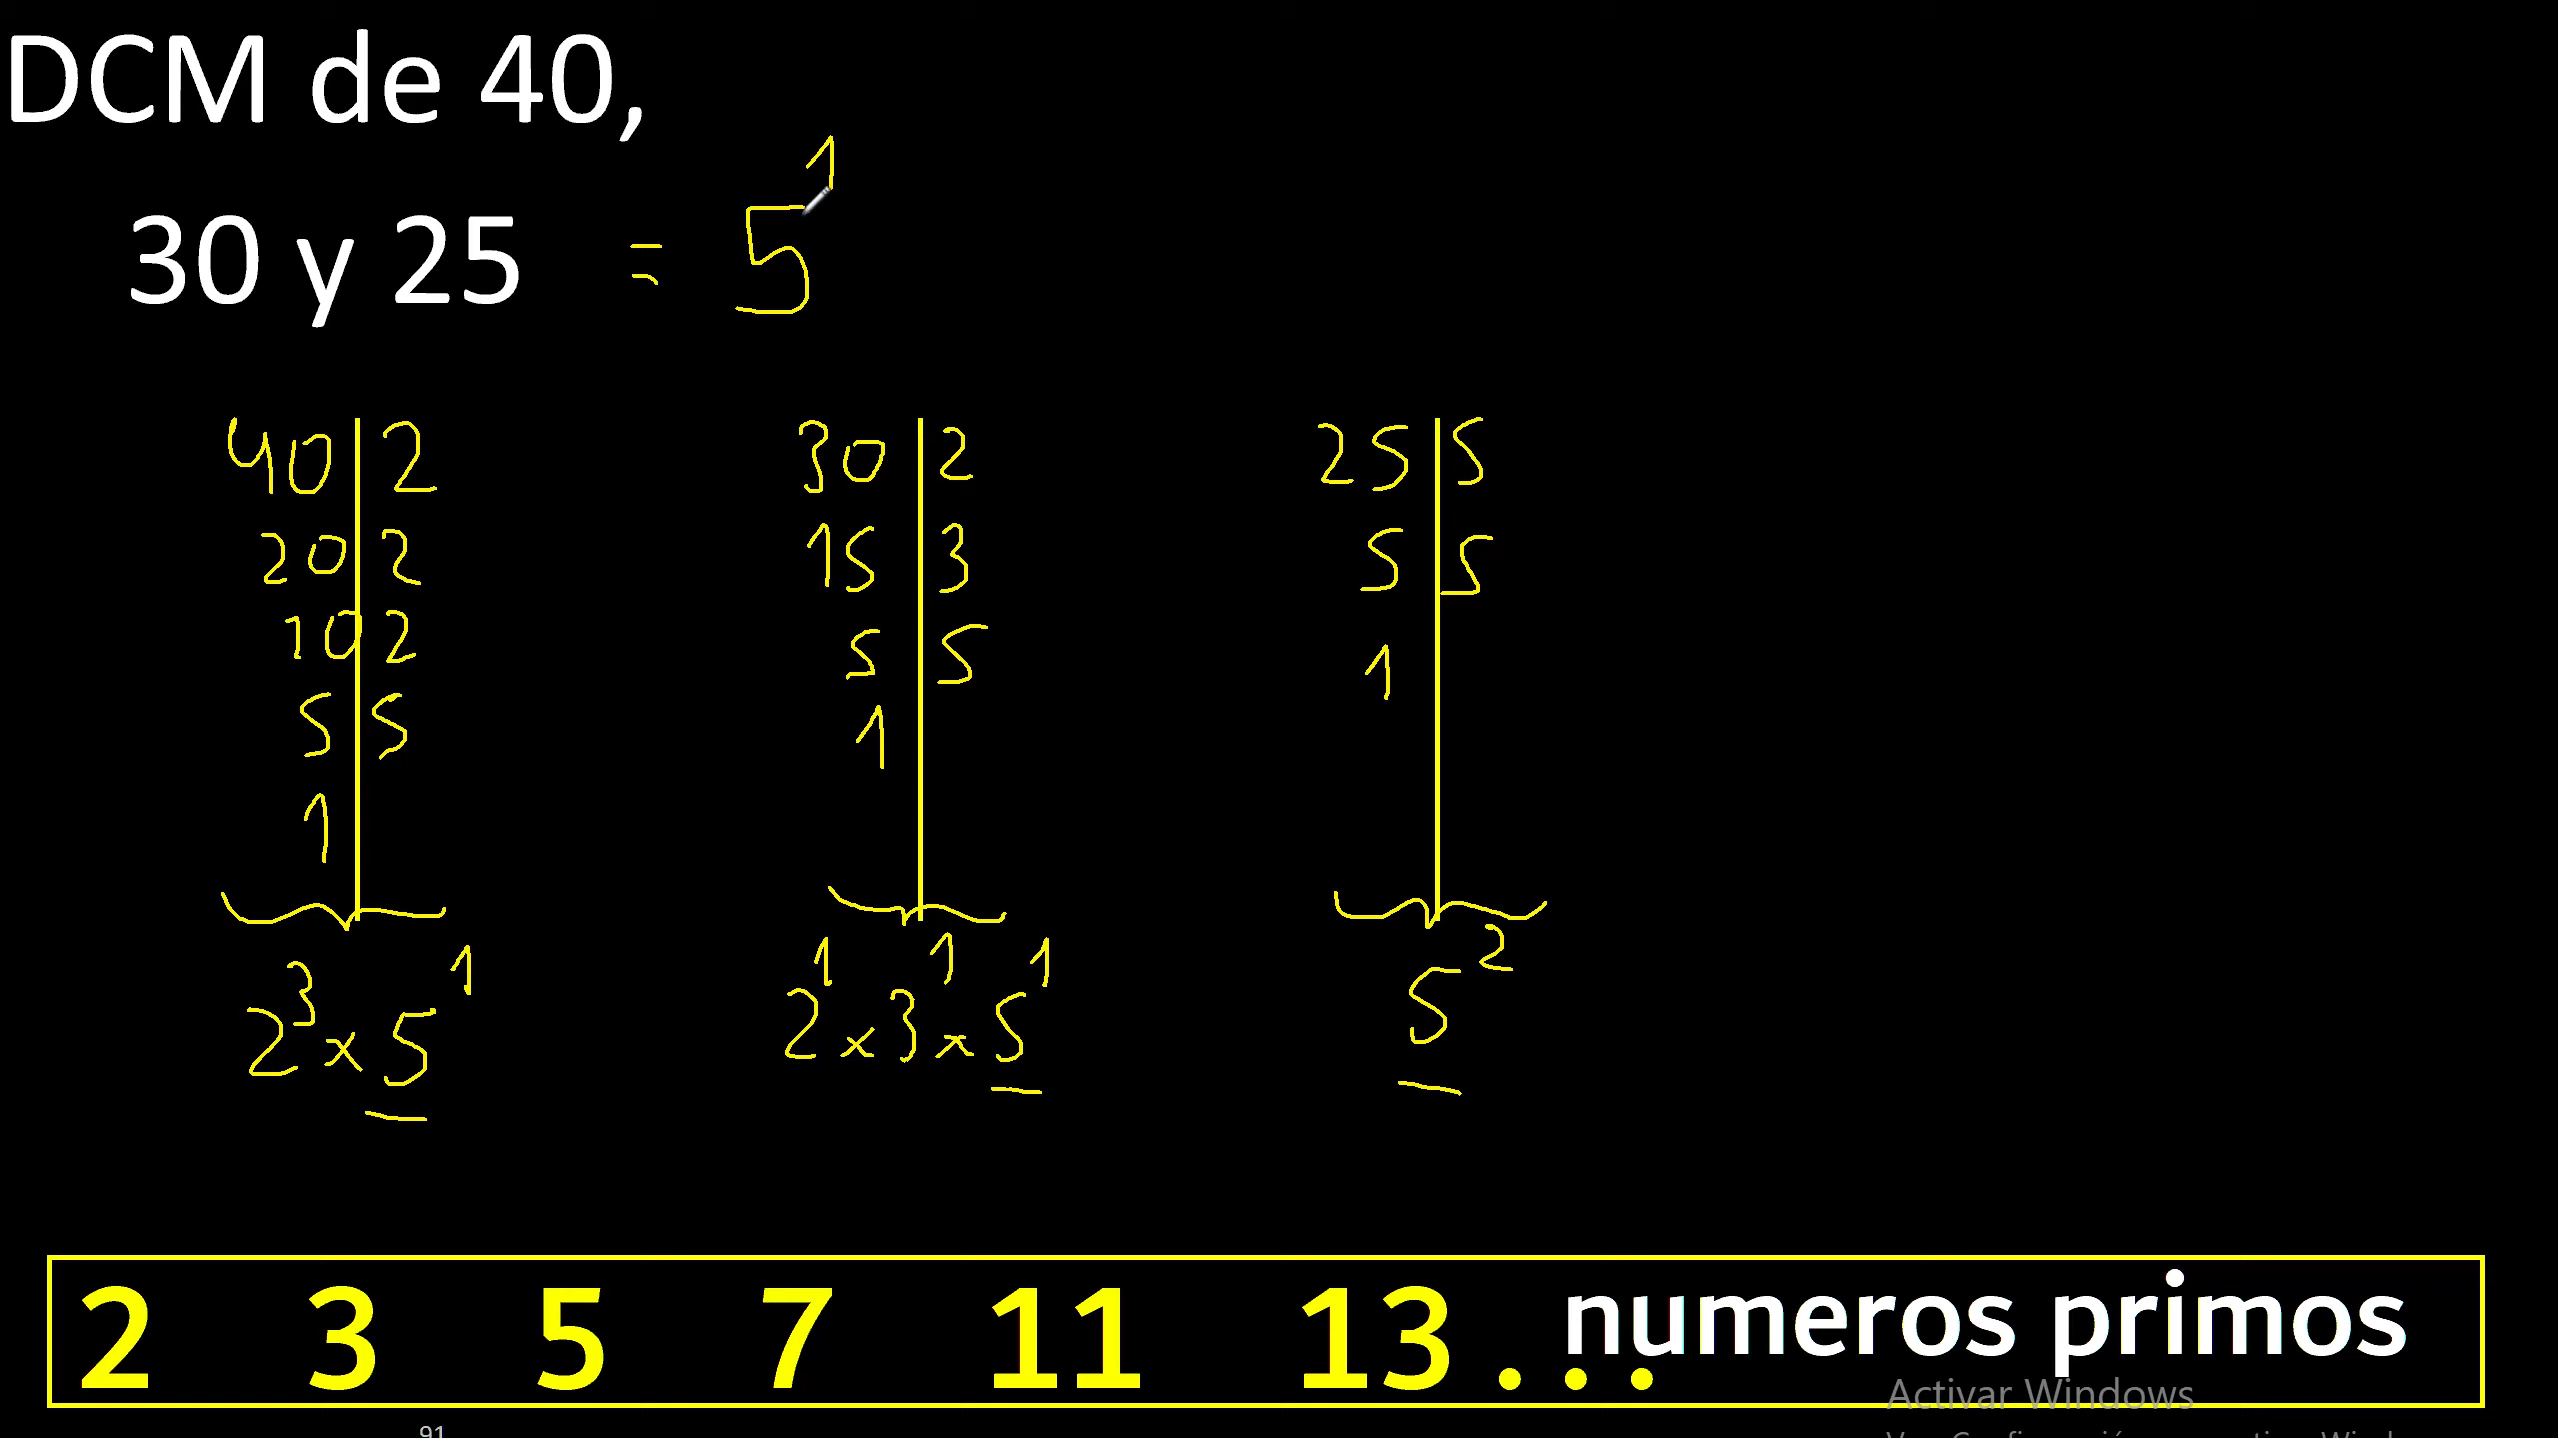 DCM de 40,
30 y 25 = 5¹
40 | 2
20 | 2
10 | 2
5 | 5
1
2³ x 5¹
30 | 2
15 | 3
5 | 5
1
2¹ x 3¹ x 5¹
25 | 5
5 | 5
1
5²
2 3 5 7 11 13 ... numeros primos
Activar Windows
91